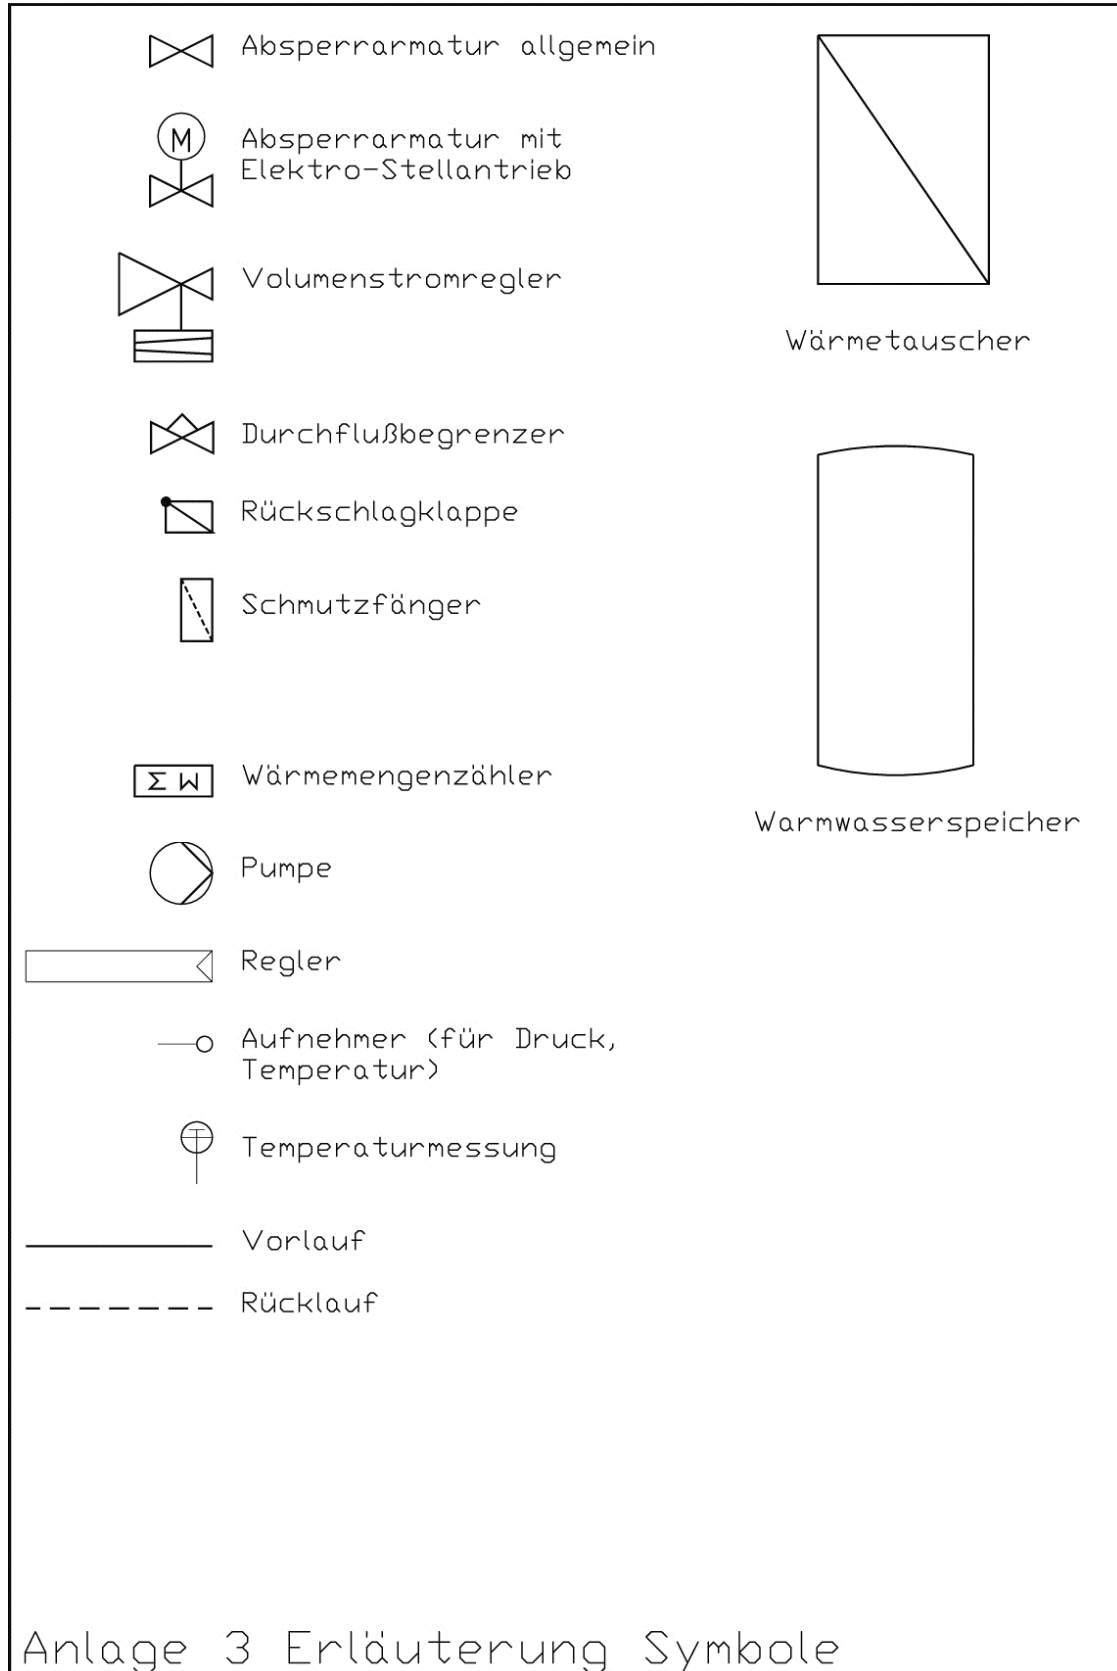 Absperrarmatur allgemein
M
Absperrarmatur mit
Elektro-Stellantrieb
Volumenstromregler
Wärmetauscher
Durchflußbegrenzer
Rückschlagklappe
Schmutzfänger
Σ W
Wärmemengenzähler
Warmwasserspeicher
Pumpe
Regler
Aufnehmer (für Druck,
Temperatur)
T
Temperaturmessung
Vorlauf
Rücklauf
Anlage 3 Erläuterung Symbole